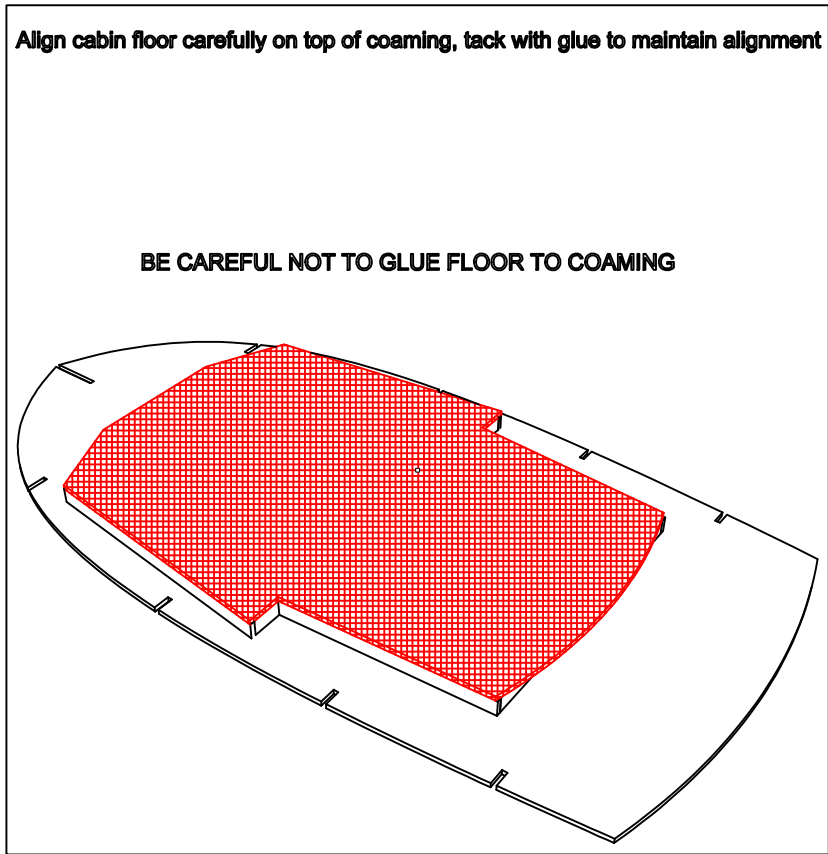 Align cabin floor carefully on top of coaming, tack with glue to maintain alignment
BE CAREFUL NOT TO GLUE FLOOR TO COAMING